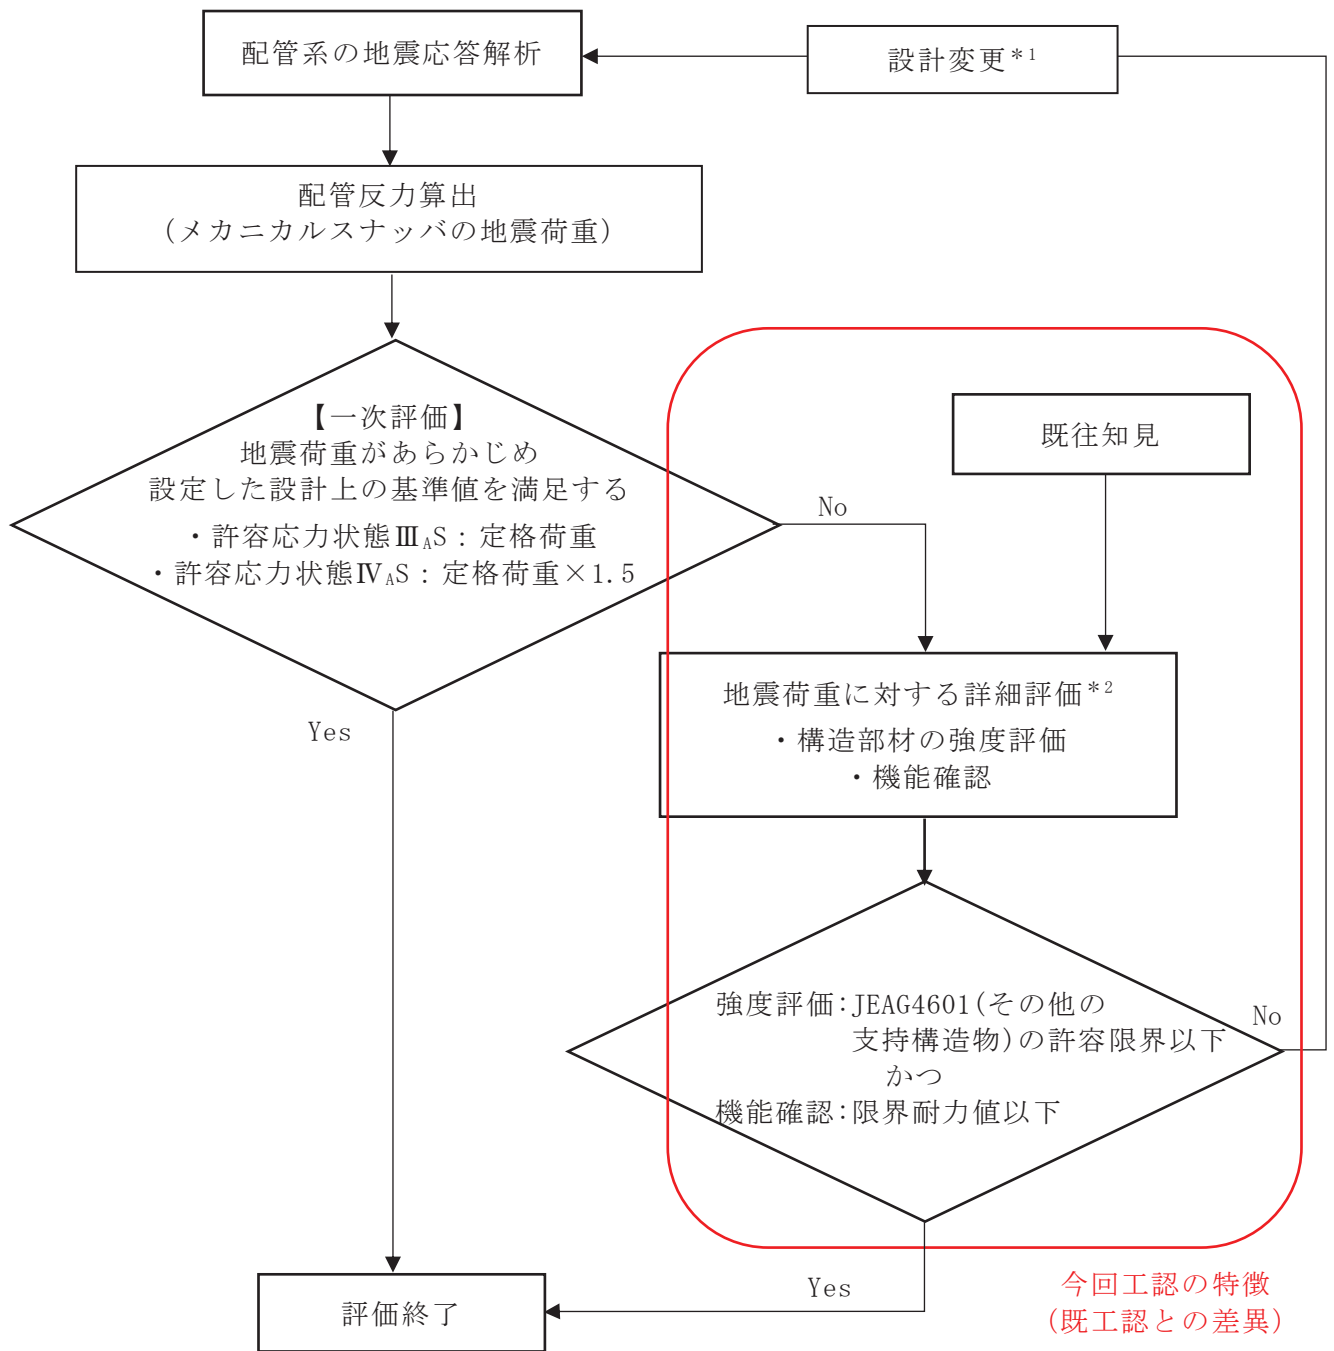 配管系の地震応答解析
設計変更*1
配管反力算出
(メカニカルスナッバの地震荷重)
【一次評価】
地震荷重があらかじめ
設定した設計上の基準値を満足する
・許容応力状態ⅢAS:定格荷重
・許容応力状態ⅣAS:定格荷重×1.5
No
既往知見
地震荷重に対する詳細評価*2
・構造部材の強度評価
・機能確認
Yes
強度評価:JEAG4601(その他の
支持構造物)の許容限界以下
かつ
機能確認:限界耐力値以下
No
Yes
評価終了
今回工認の特徴
(既工認との差異)